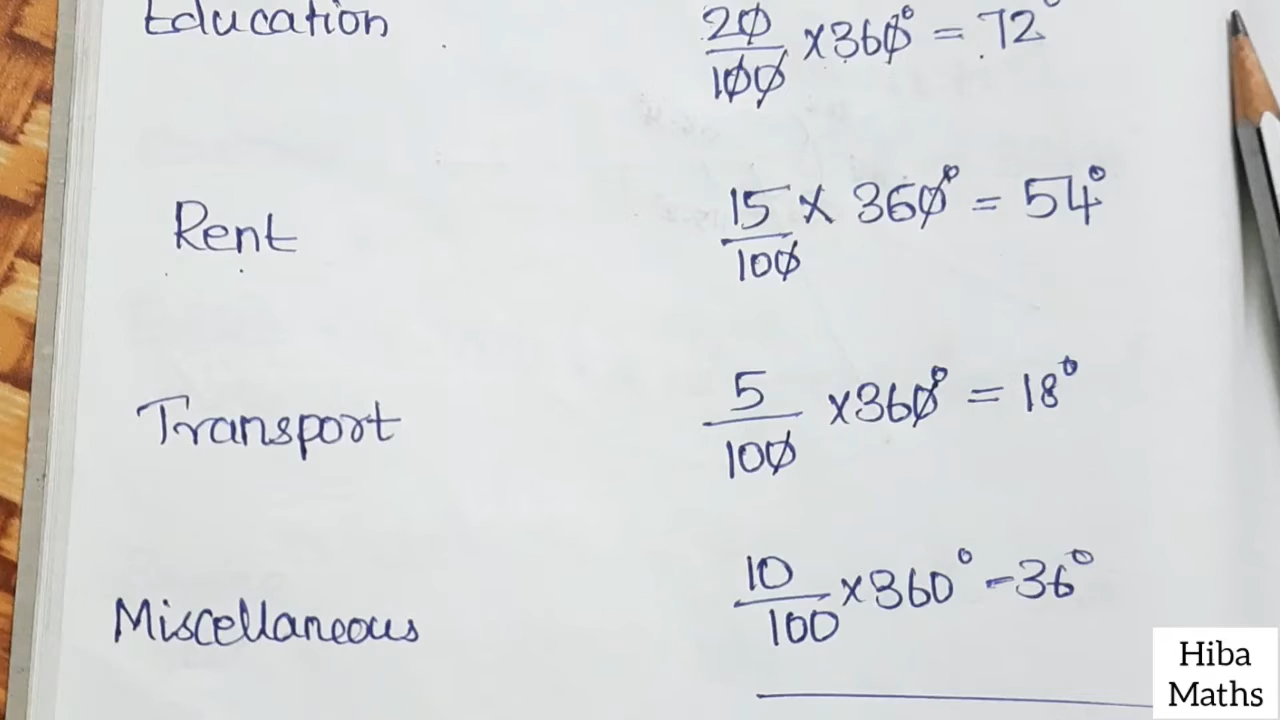 Education 20/100 ×360° = 72°
Rent 15/100 × 360° = 54°
Transport 5/100 ×360° = 18°
Miscellaneous 10/100 ×360° -36°
Hiba
Maths